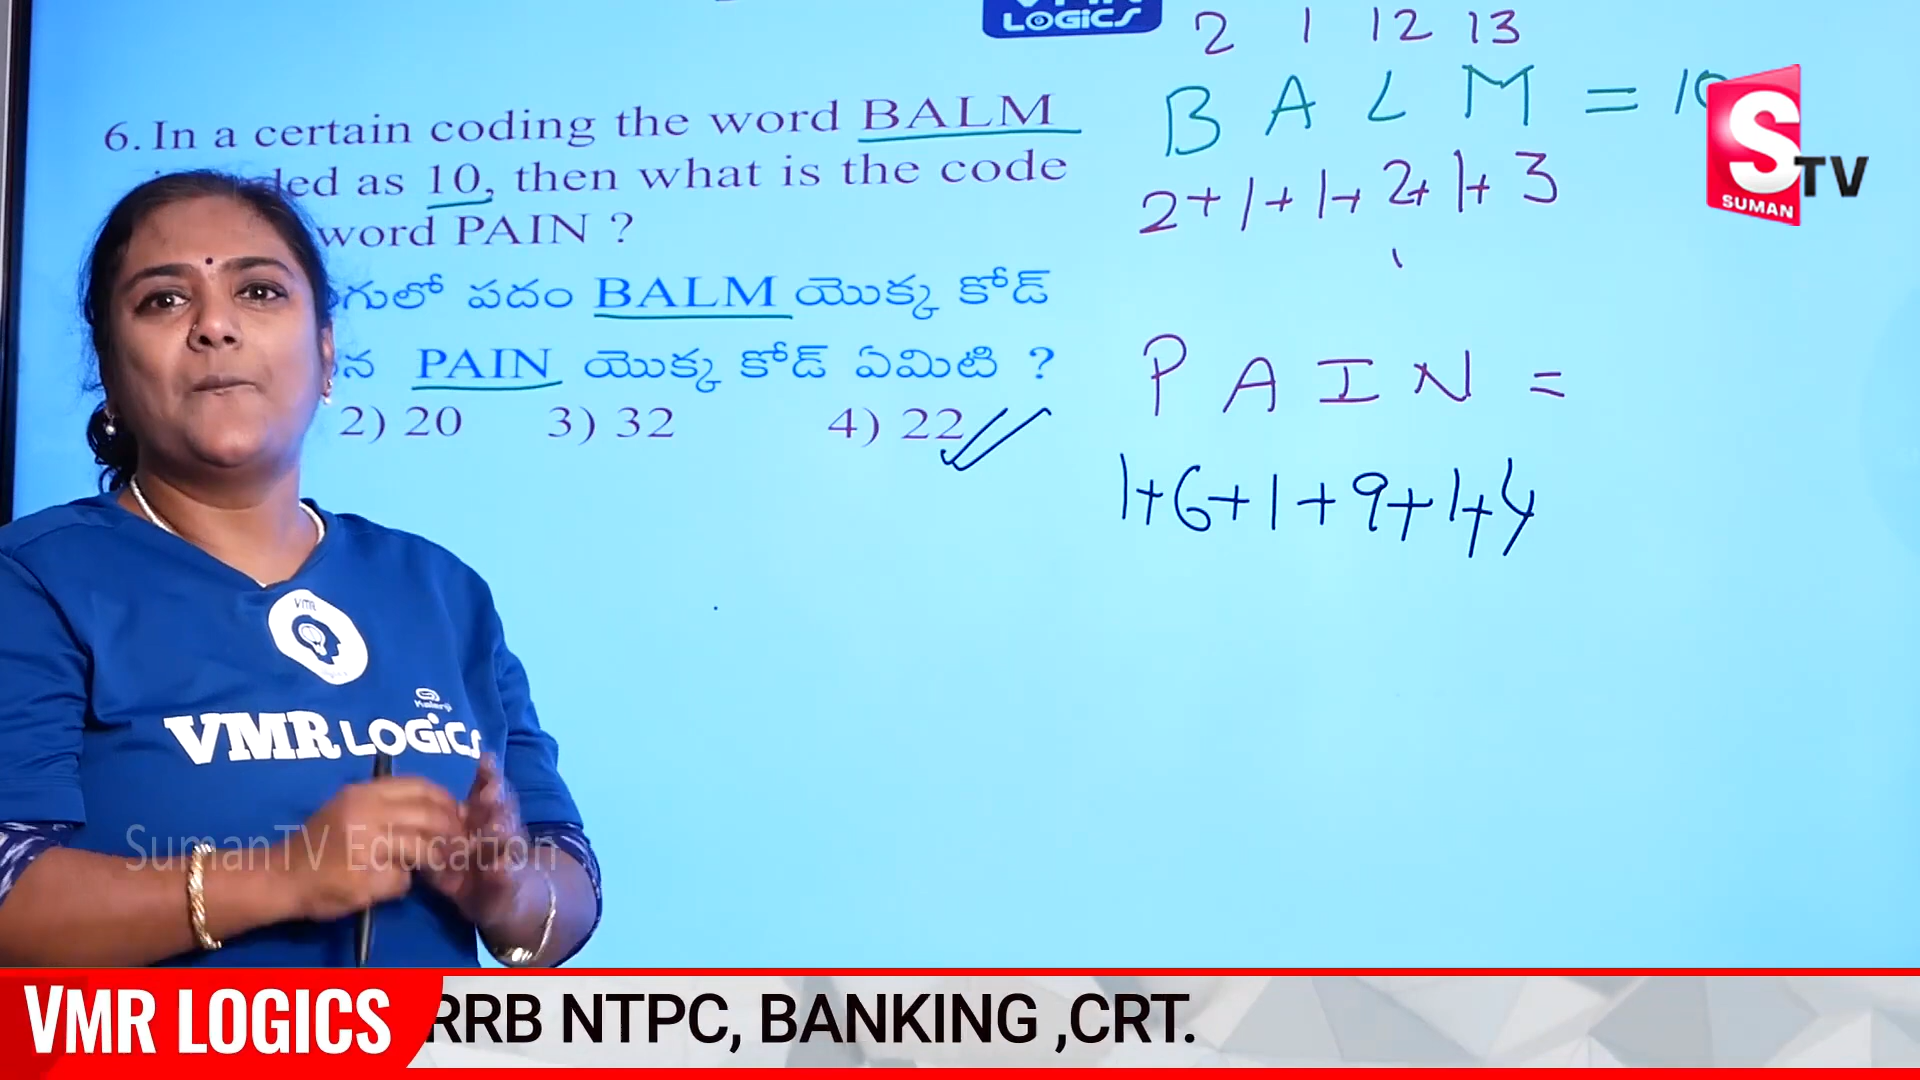 LOGICS
6. In a certain coding the word BALM
ded as 10, then what is the code
word PAIN ?
గులో పదం BALM యొక్క కోడ్
న PAIN యొక్క కోడ్ ఏమిటి ?
2) 20 3) 32 4) 22
2 1 12 13
B A L M = 10
2+1+1+2+1+3
P A I N =
1+6+1+9+1+4
S TV
SUMAN
VMR
VMR LOGICS
SumanTV Education
VMR LOGICS
RRB NTPC, BANKING ,CRT.